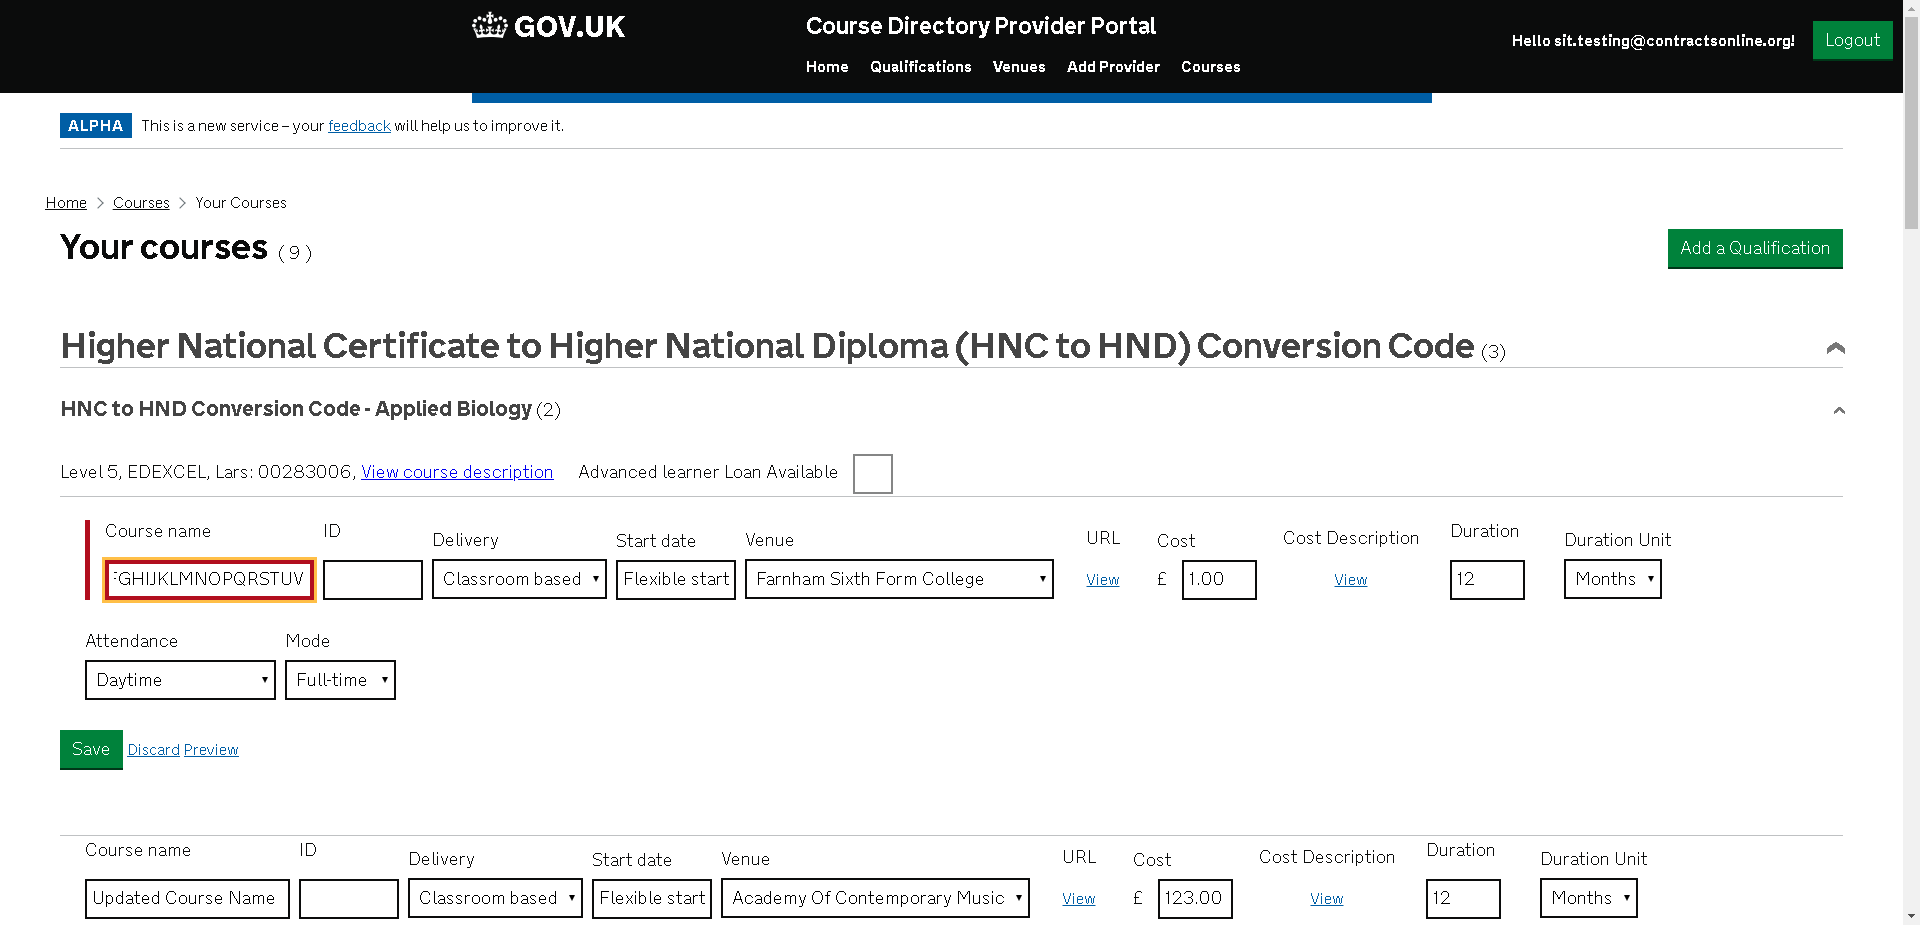 GOV.UK
Course Directory Provider Portal
Home Qualifications Venues Add Provider Courses
Hello sit.testing@contractsonline.org!
Logout
ALPHA This is a new service – your feedback will help us to improve it.
Home > Courses > Your Courses
Your courses ( 9 )
Add a Qualification
Higher National Certificate to Higher National Diploma (HNC to HND) Conversion Code (3)
HNC to HND Conversion Code - Applied Biology (2)
Level 5, EDEXCEL, Lars: 00283006, View course description Advanced learner Loan Available
Course name ID Delivery Start date Venue URL Cost Cost Description Duration Duration Unit
GHIJKLMNOPQRSTUV Classroom based Flexible start Farnham Sixth Form College View £ 1.00 View 12 Months
Attendance Mode
Daytime Full-time
Save Discard Preview
Course name ID Delivery Start date Venue URL Cost Cost Description Duration Duration Unit
Updated Course Name Classroom based Flexible start Academy Of Contemporary Music View £ 123.00 View 12 Months